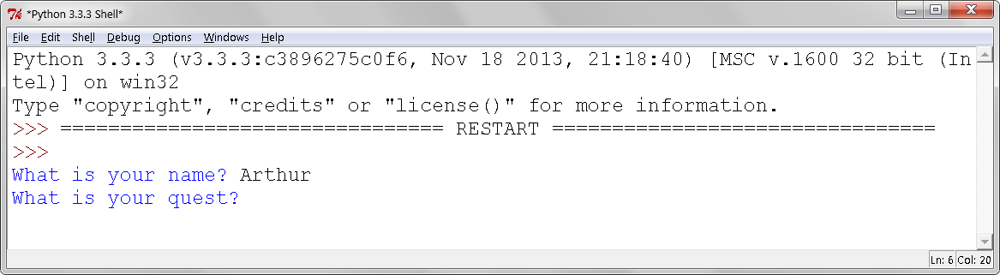 *Python 3.3.3 Shell*
File Edit Shell Debug Options Windows Help
Python 3.3.3 (v3.3.3:c3896275c0f6, Nov 18 2013, 21:18:40) [MSC v.1600 32 bit (In
tel)] on win32
Type "copyright", "credits" or "license()" for more information.
>>> ================================ RESTART ================================
>>>
What is your name? Arthur
What is your quest?
Ln: 6 Col: 20